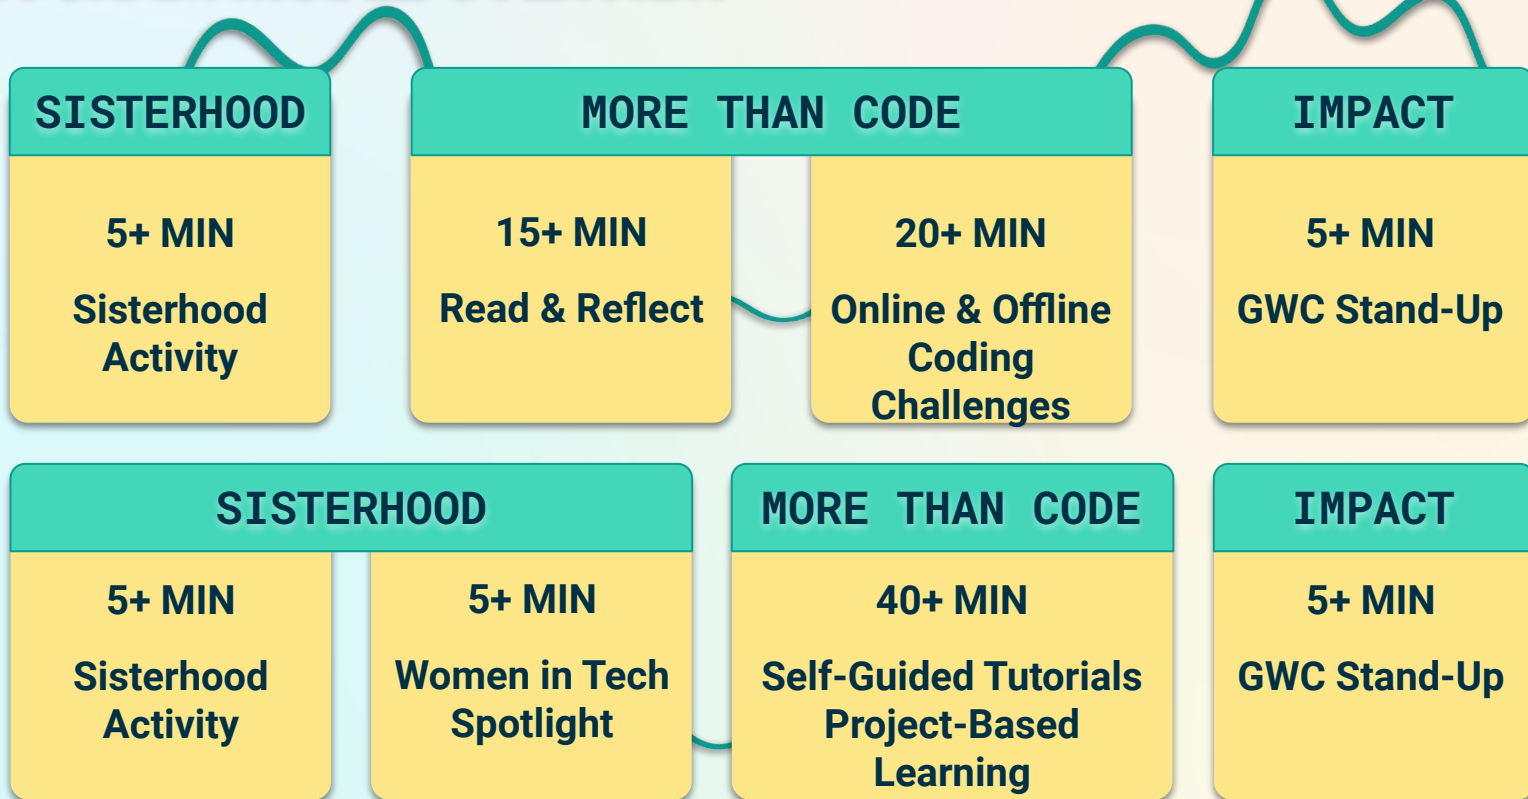 SISTERHOOD
5+ MIN
Sisterhood
Activity
MORE THAN CODE
15+ MIN
Read & Reflect
20+ MIN
Online & Offline
Coding
Challenges
IMPACT
5+ MIN
GWC Stand-Up
SISTERHOOD
5+ MIN
Sisterhood
Activity
5+ MIN
Women in Tech
Spotlight
MORE THAN CODE
40+ MIN
Self-Guided Tutorials
Project-Based
Learning
IMPACT
5+ MIN
GWC Stand-Up